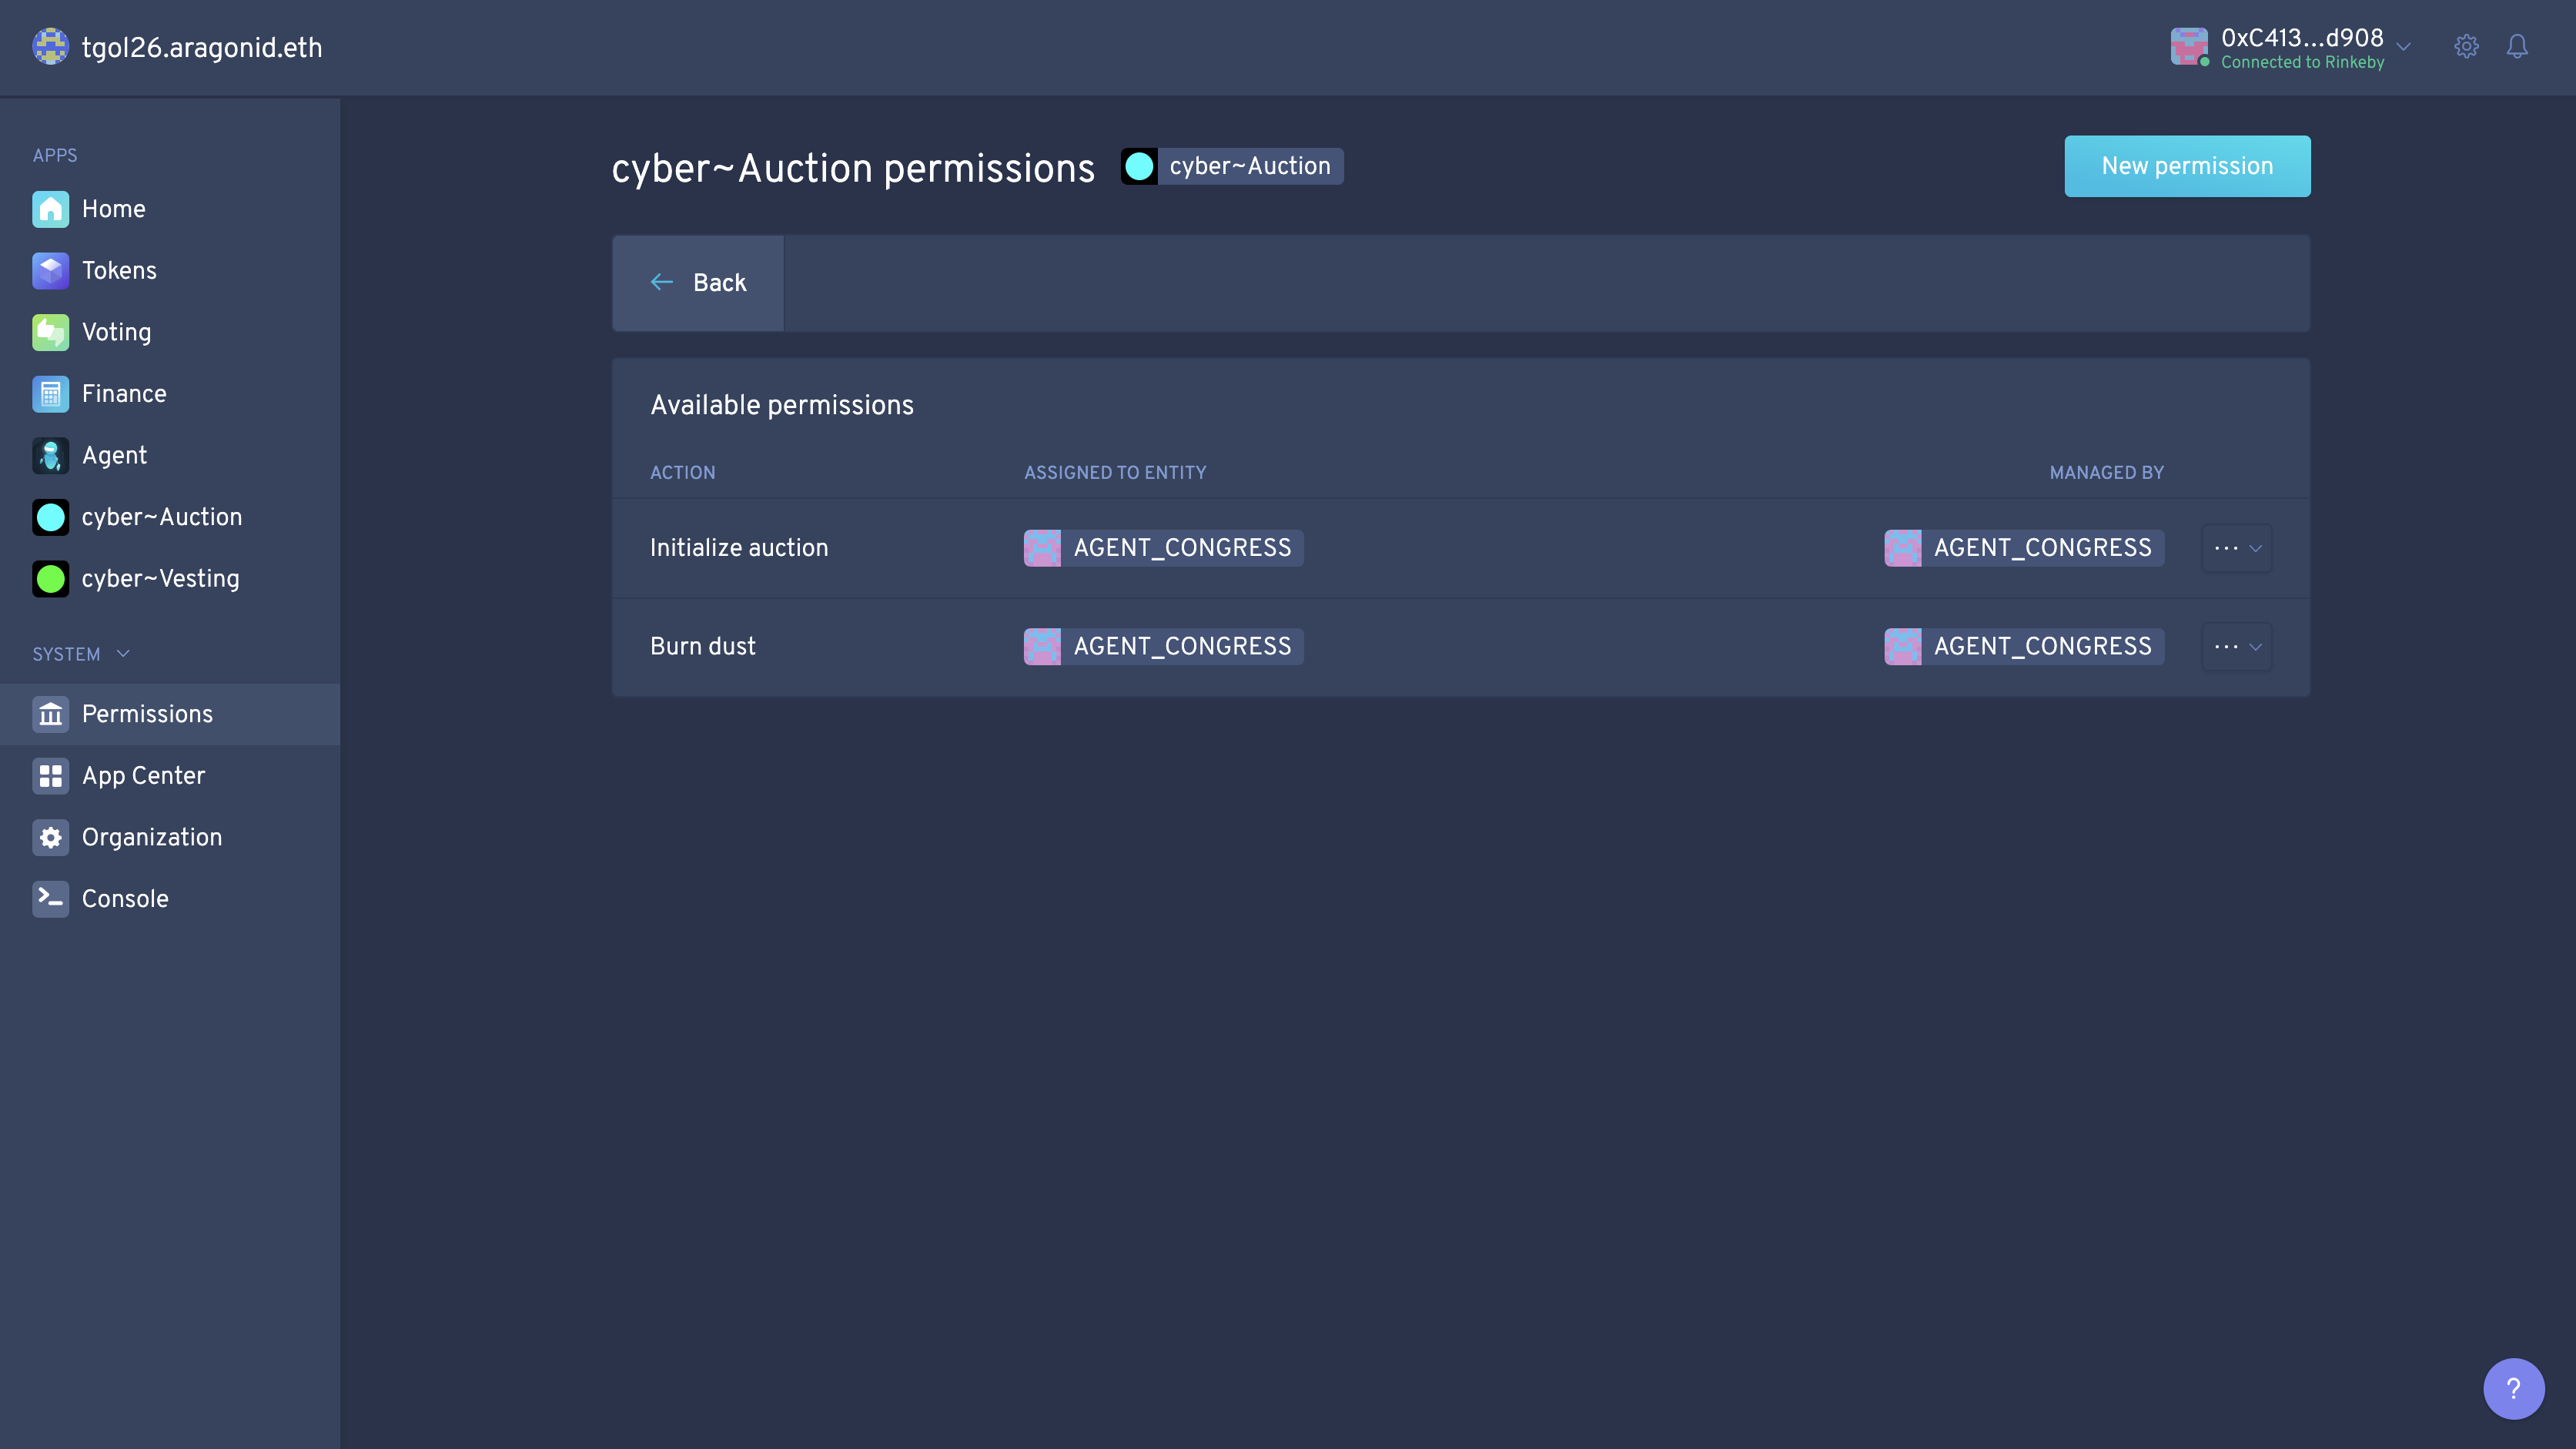 tgol26.aragonid.eth
0xC413...d908
Connected to Rinkeby
APPS
Home
Tokens
Voting
Finance
Agent
cyber~Auction
cyber~Vesting
SYSTEM
Permissions
App Center
Organization
Console
cyber~Auction permissions cyber~Auction
New permission
Back
Available permissions
ACTION ASSIGNED TO ENTITY MANAGED BY
Initialize auction AGENT_CONGRESS AGENT_CONGRESS
Burn dust AGENT_CONGRESS AGENT_CONGRESS
?